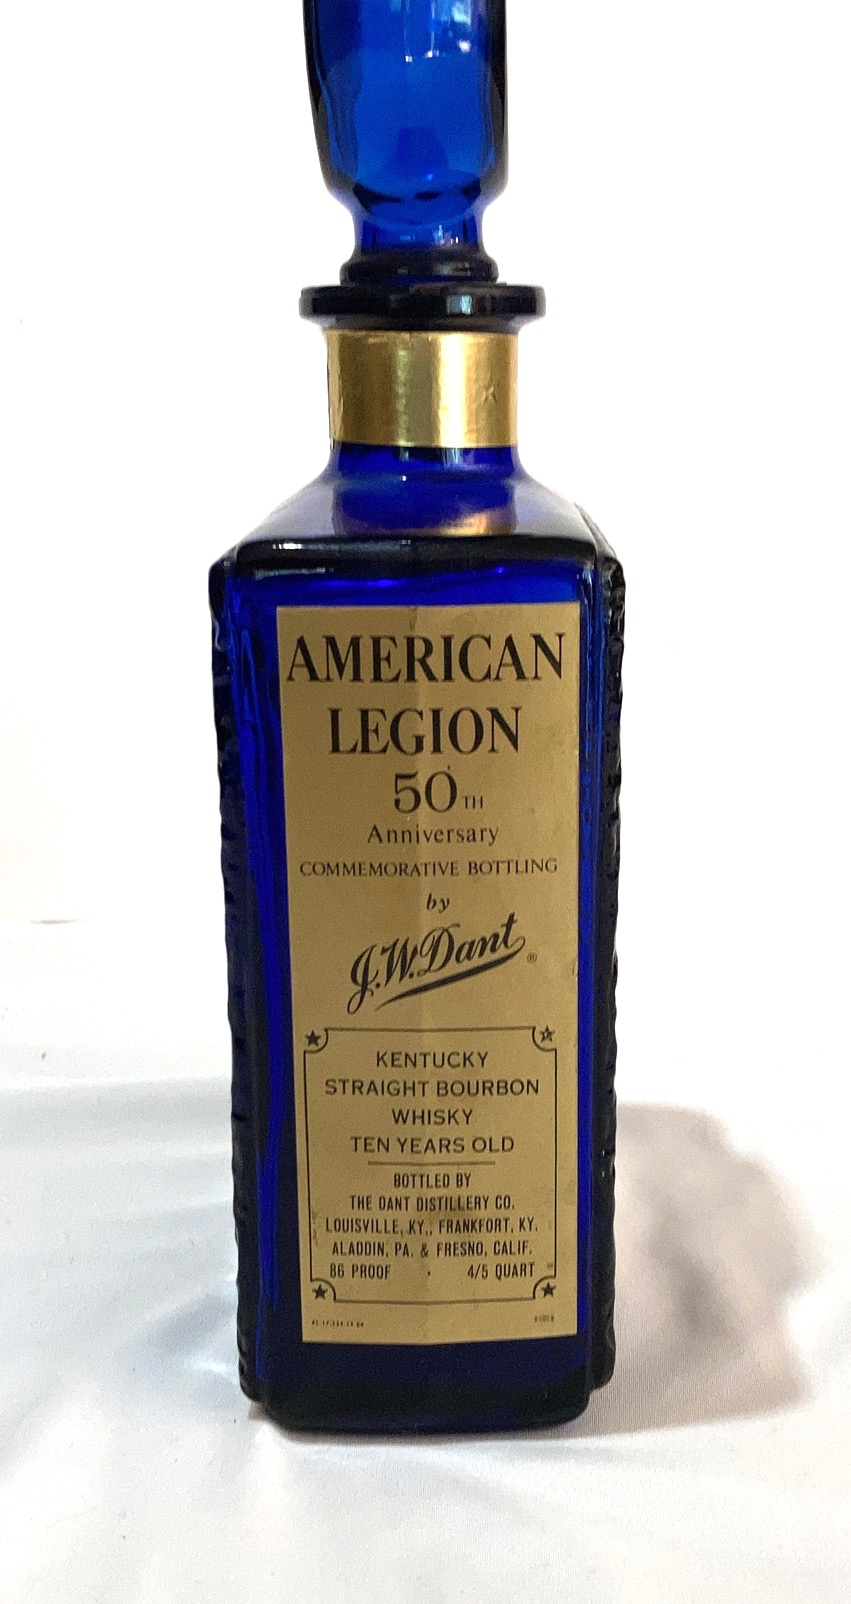 AMERICAN
LEGION
50TH
Anniversary
COMMEMORATIVE BOTTLING
by
J.W. Dant ®
KENTUCKY
STRAIGHT BOURBON
WHISKY
TEN YEARS OLD
BOTTLED BY
THE DANT DISTILLERY CO.
LOUISVILLE, KY., FRANKFORT, KY.
ALADDIN, PA. & FRESNO, CALIF.
86 PROOF · 4/5 QUART